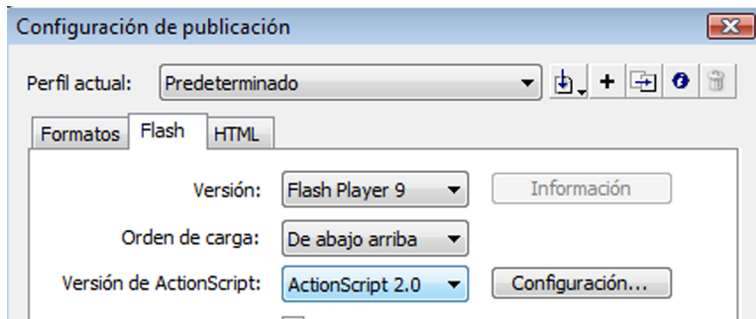 Configuración de publicación
Perfil actual: Predeterminado
Formatos Flash HTML
Versión: Flash Player 9 Información
Orden de carga: De abajo arriba
Versión de ActionScript: ActionScript 2.0 Configuración...